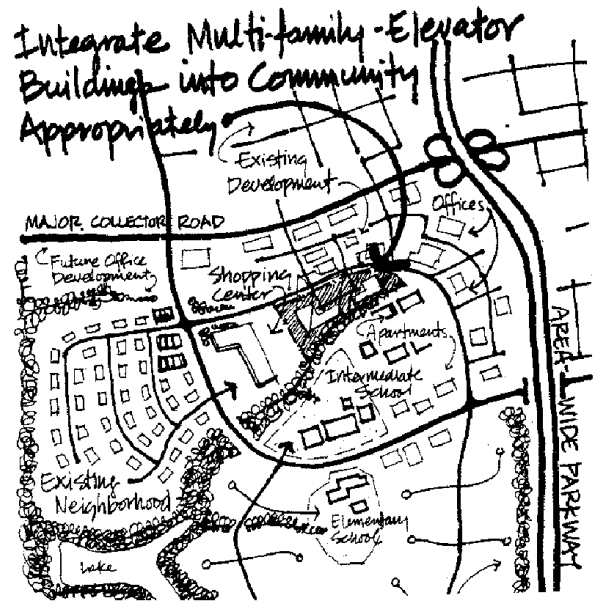 Integrate Multi-family-Elevator
Buildings into Community
Appropriately
Existing
Development
MAJOR COLLECTOR ROAD
Offices
Future Office
Development
Shopping
Center
Apartments
Intermediate
School
AREA-WIDE PARKWAY
Existing
Neighborhood
Elementary
School
Lake